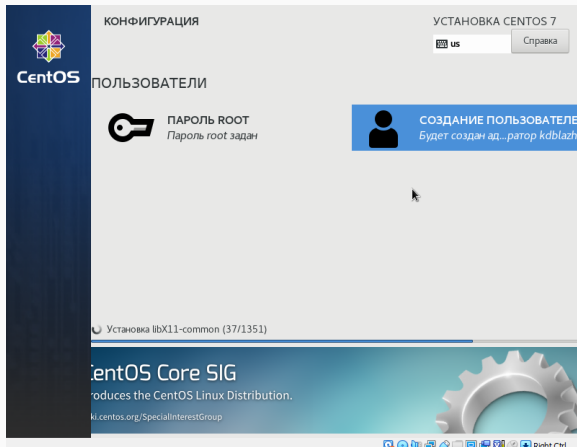 КОНФИГУРАЦИЯ
УСТАНОВКА CENTOS 7
us
Справка
CentOS
ПОЛЬЗОВАТЕЛИ
ПАРОЛЬ ROOT
Пароль root задан
СОЗДАНИЕ ПОЛЬЗОВАТЕЛЕ
Будет создан ад...ратор kdblazh
Установка libX11-common (37/1351)
CentOS Core SIG
roduces the CentOS Linux Distribution.
ki.centos.org/SpecialInterestGroup
Right Ctrl